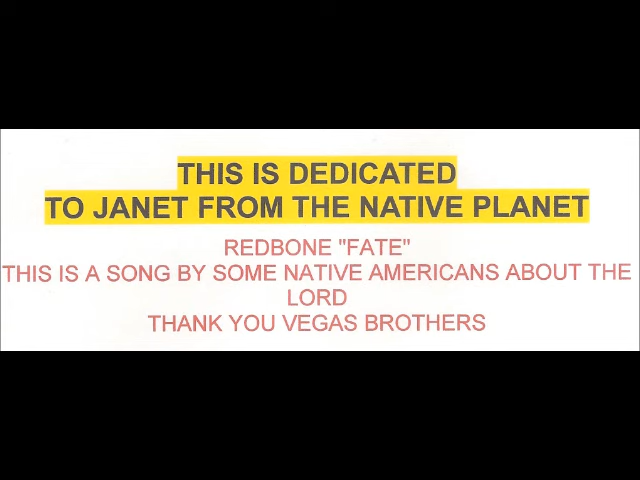 THIS IS DEDICATED
TO JANET FROM THE NATIVE PLANET
REDBONE "FATE"
THIS IS A SONG BY SOME NATIVE AMERICANS ABOUT THE
LORD
THANK YOU VEGAS BROTHERS